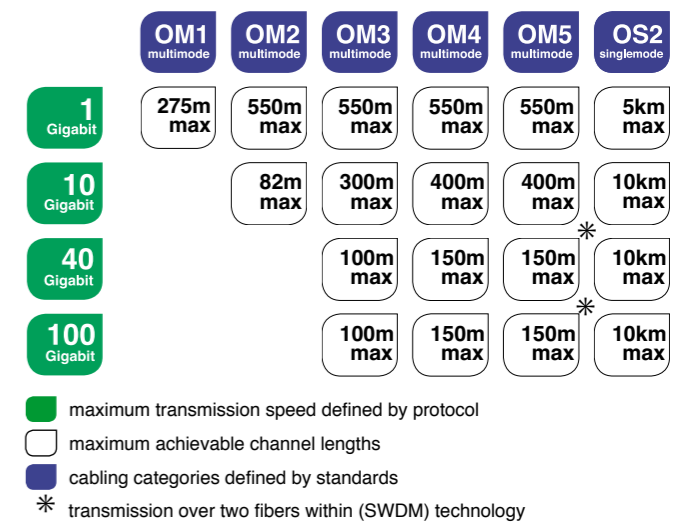 OM1 OM2 OM3 OM4 OM5 OS2
multimode multimode multimode multimode multimode singlemode
1 275m 550m 550m 550m 550m 5km
Gigabit max max max max max max
10 82m 300m 400m 400m 10km
Gigabit max max max max max
*
40 100m 150m 150m 10km
Gigabit max max max max
*
100 100m 150m 150m 10km
Gigabit max max max max
maximum transmission speed defined by protocol
maximum achievable channel lengths
cabling categories defined by standards
* transmission over two fibers within (SWDM) technology